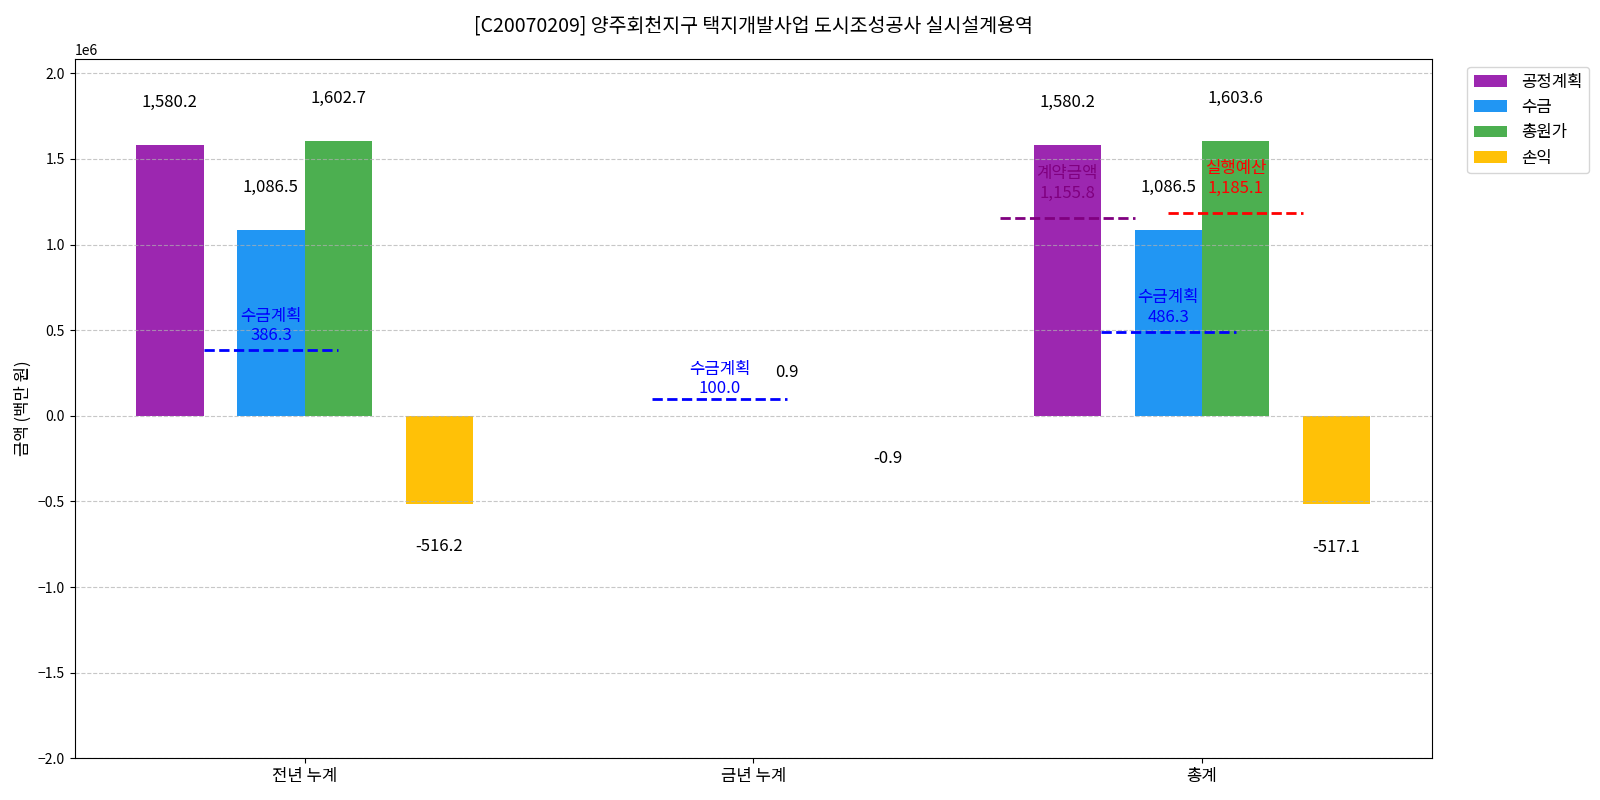 [C20070209] 양주회천지구 택지개발사업 도시조성공사 실시설계용역
1e6
2.0
1.5
1.0
0.5
0.0
−0.5
−1.0
−1.5
−2.0
금액 (백만 원)
1,580.2
1,602.7
1,086.5
수금계획
386.3
-516.2
수금계획
100.0
0.9
-0.9
1,580.2
1,603.6
계약금액
1,155.8
1,086.5
실행예산
1,185.1
수금계획
486.3
-517.1
전년 누계
금년 누계
총계
공정계획
수금
총원가
손익